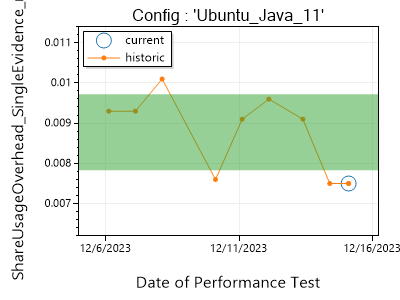 Config : 'Ubuntu_Java_11'
ShareUsageOverhead_SingleEvidence_
current
historic
0.011
0.01
0.009
0.008
0.007
12/6/2023
12/11/2023
12/16/2023
Date of Performance Test